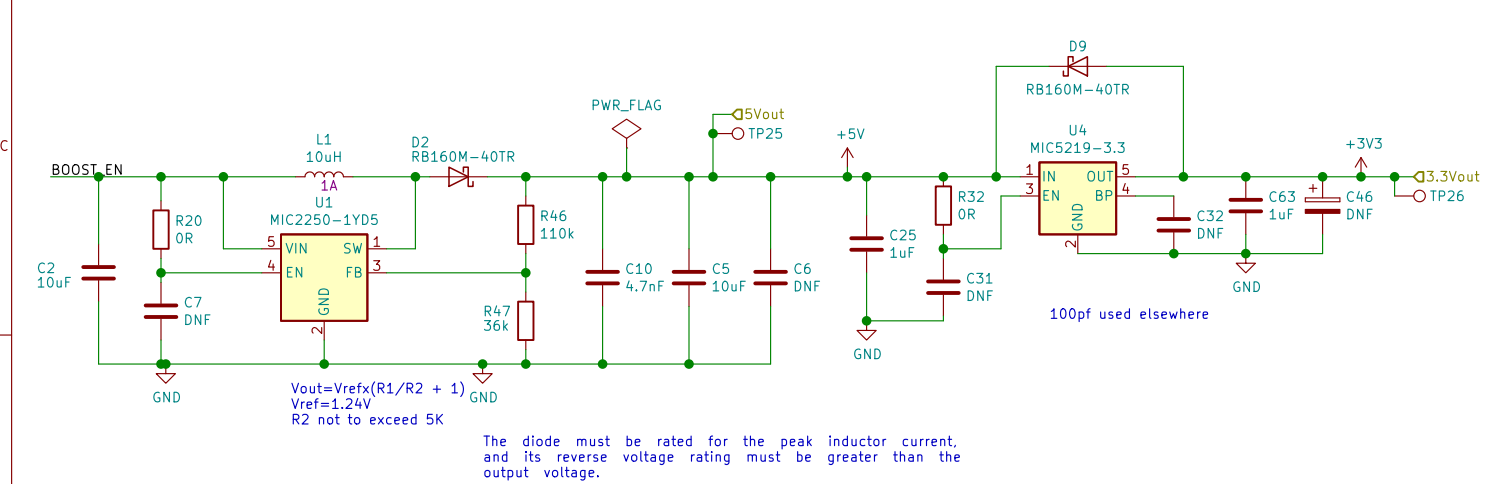 C
D9
RB160M-40TR
PWR_FLAG
5Vout
TP25
+5V
U4
MIC5219-3.3
+3V3
BOOST_EN
L1
10uH
1A
D2
RB160M-40TR
U1
MIC2250-1YD5
R20
0R
R46
110k
R32
0R
1
IN
OUT
5
3
EN
BP
4
GND
2
C63
1uF
C46
DNF
+
3.3Vout
TP26
C32
DNF
5
VIN
SW
1
4
EN
FB
3
GND
2
C2
10uF
C7
DNF
R47
36k
C10
4.7nF
C5
10uF
C6
DNF
C25
1uF
C31
DNF
GND
100pf used elsewhere
GND
GND
GND
Vout=Vrefx(R1/R2 + 1)
Vref=1.24V
R2 not to exceed 5K
The diode must be rated for the peak inductor current,
and its reverse voltage rating must be greater than the
output voltage.